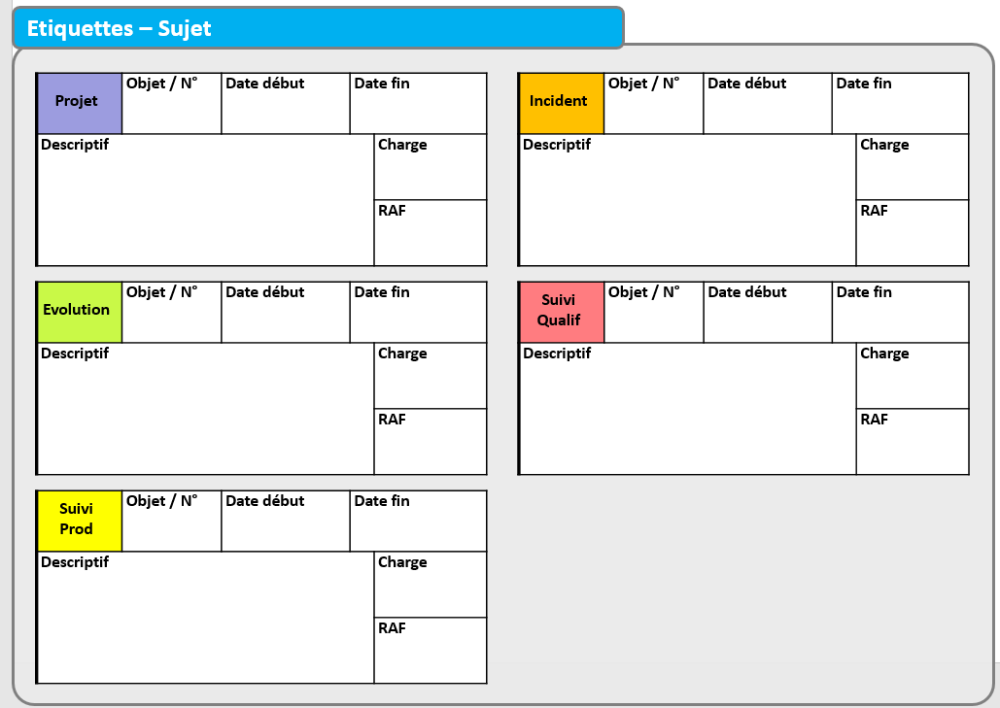 Etiquettes – Sujet
Projet
Objet / N°
Date début
Date fin
Descriptif
Charge
RAF
Incident
Objet / N°
Date début
Date fin
Descriptif
Charge
RAF
Evolution
Objet / N°
Date début
Date fin
Descriptif
Charge
RAF
Suivi
Qualif
Objet / N°
Date début
Date fin
Descriptif
Charge
RAF
Suivi
Prod
Objet / N°
Date début
Date fin
Descriptif
Charge
RAF